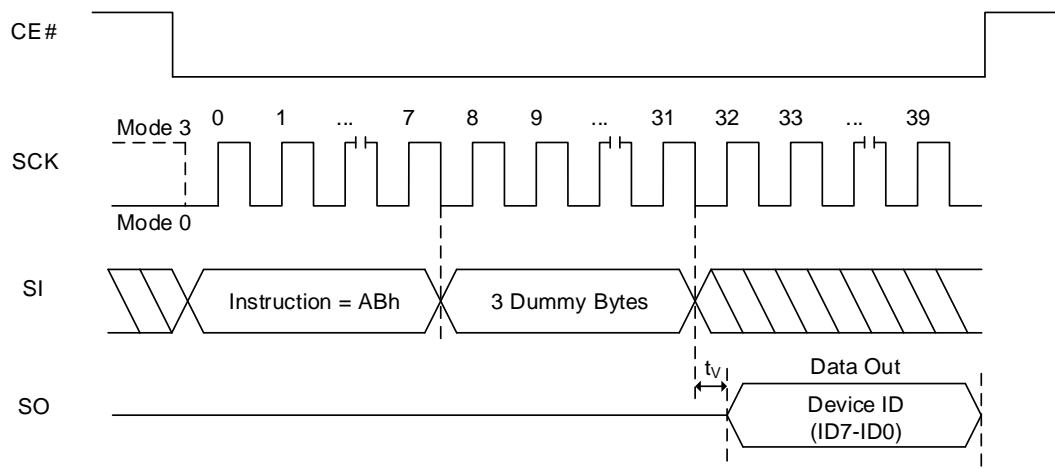 CE#
0 1 ... 7 8 9 ... 31 32 33 ... 39
Mode 3
SCK
Mode 0
SI
Instruction = ABh
3 Dummy Bytes
tV
Data Out
SO
Device ID
(ID7-ID0)